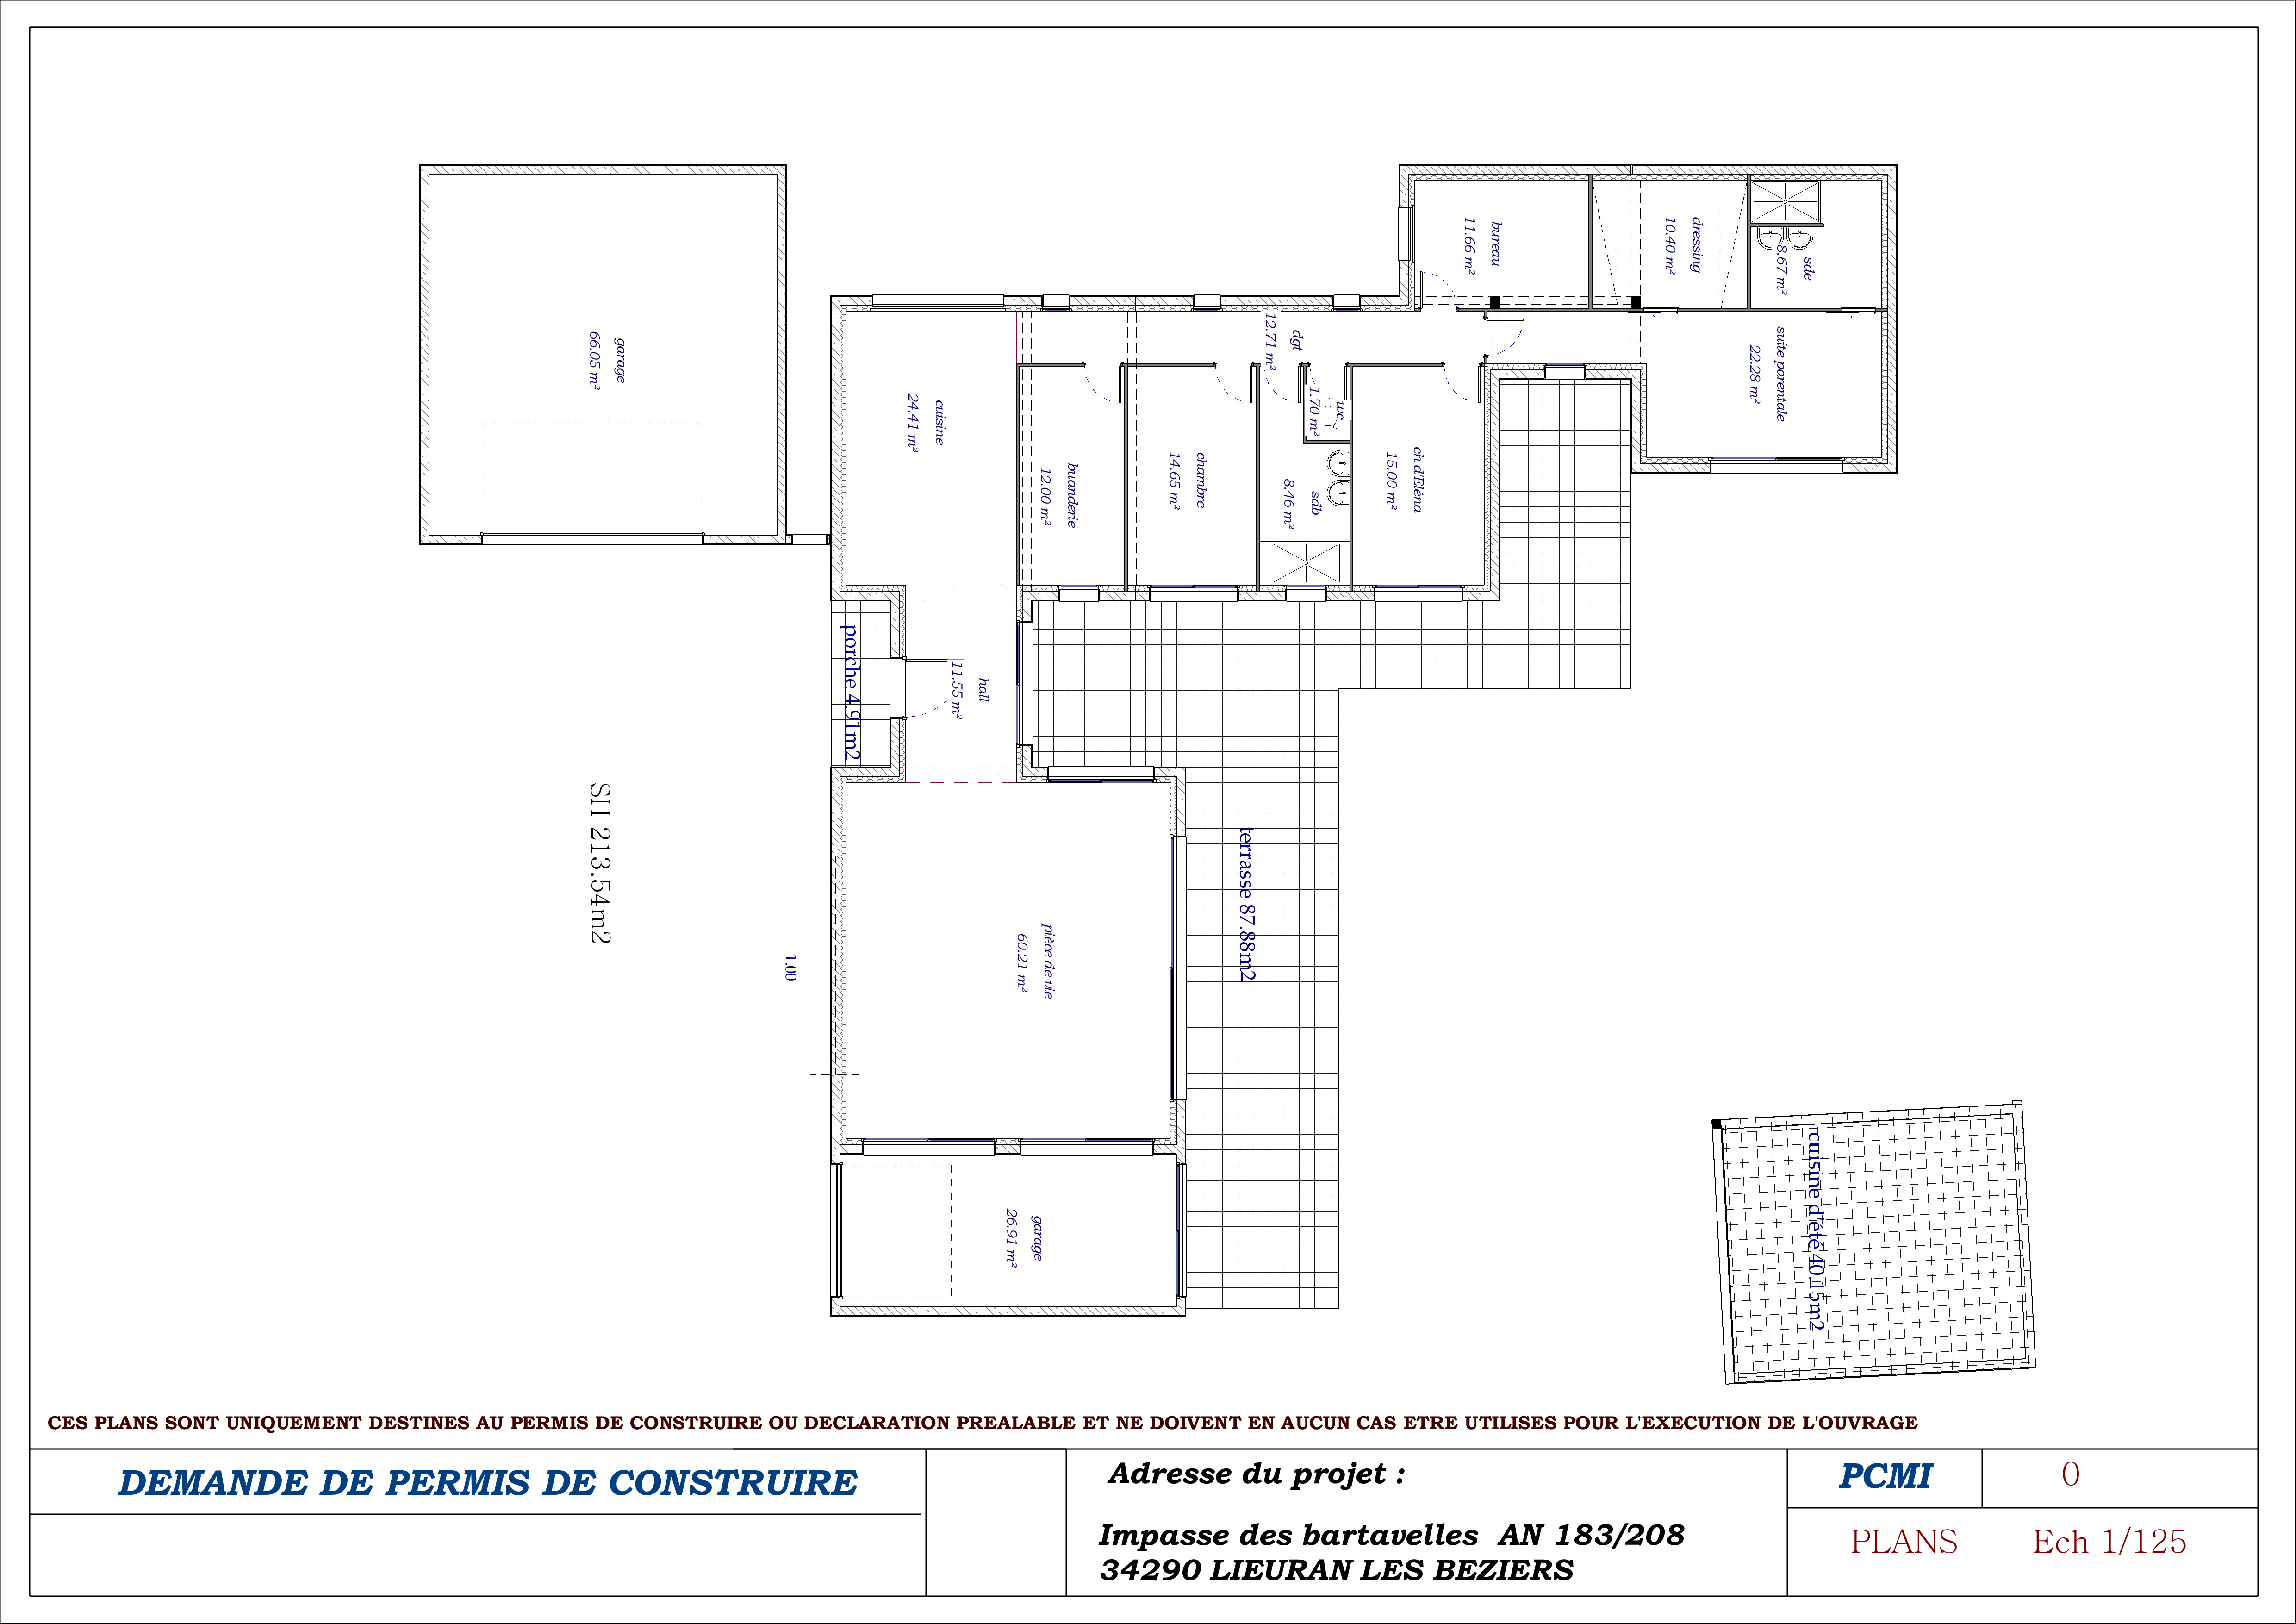 garage
66.05 m²
bureau
11.66 m²
dressing
10.40 m²
sde
8.67 m²
suite parentale
22.28 m²
dgt
12.71 m²
cuisine
24.41 m²
buanderie
12.00 m²
chambre
14.65 m²
wc
1.70 m²
sdb
8.46 m²
ch d'Eléna
15.00 m²
porche 4.91m2
hall
11.55 m²
SH 213.54m2
1.00
pièce de vie
60.21 m²
terrasse 87.88m2
garage
26.91 m²
cuisine d'été 40.15m2
CES PLANS SONT UNIQUEMENT DESTINES AU PERMIS DE CONSTRUIRE OU DECLARATION PREALABLE ET NE DOIVENT EN AUCUN CAS ETRE UTILISES POUR L'EXECUTION DE L'OUVRAGE
DEMANDE DE PERMIS DE CONSTRUIRE
Adresse du projet :
Impasse des bartavelles AN 183/208
34290 LIEURAN LES BEZIERS
PCMI 0
PLANS Ech 1/125